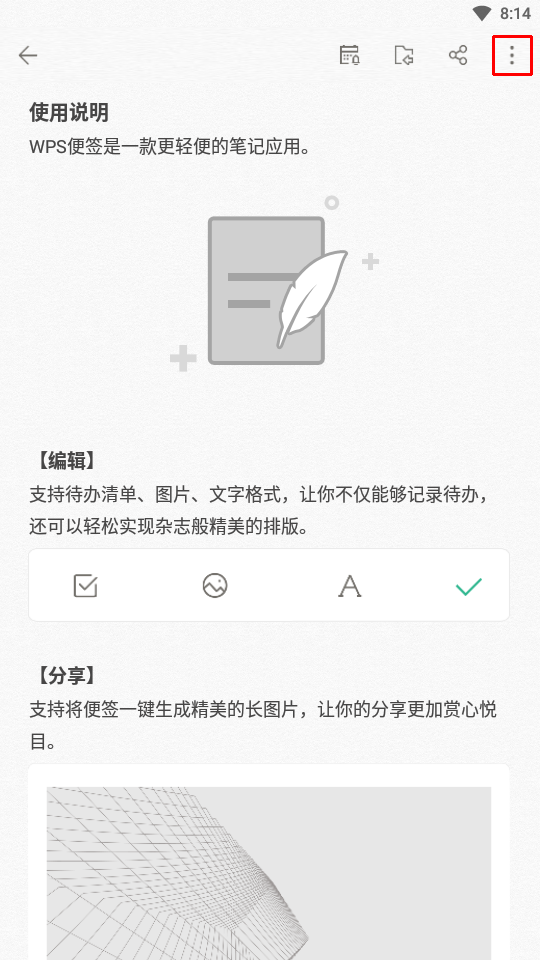 8:14
使用说明
WPS便签是一款更轻便的笔记应用。
【编辑】
支持待办清单、图片、文字格式，让你不仅能够记录待办，
还可以轻松实现杂志般精美的排版。
【分享】
支持将便签一键生成精美的长图片，让你的分享更加赏心悦
目。